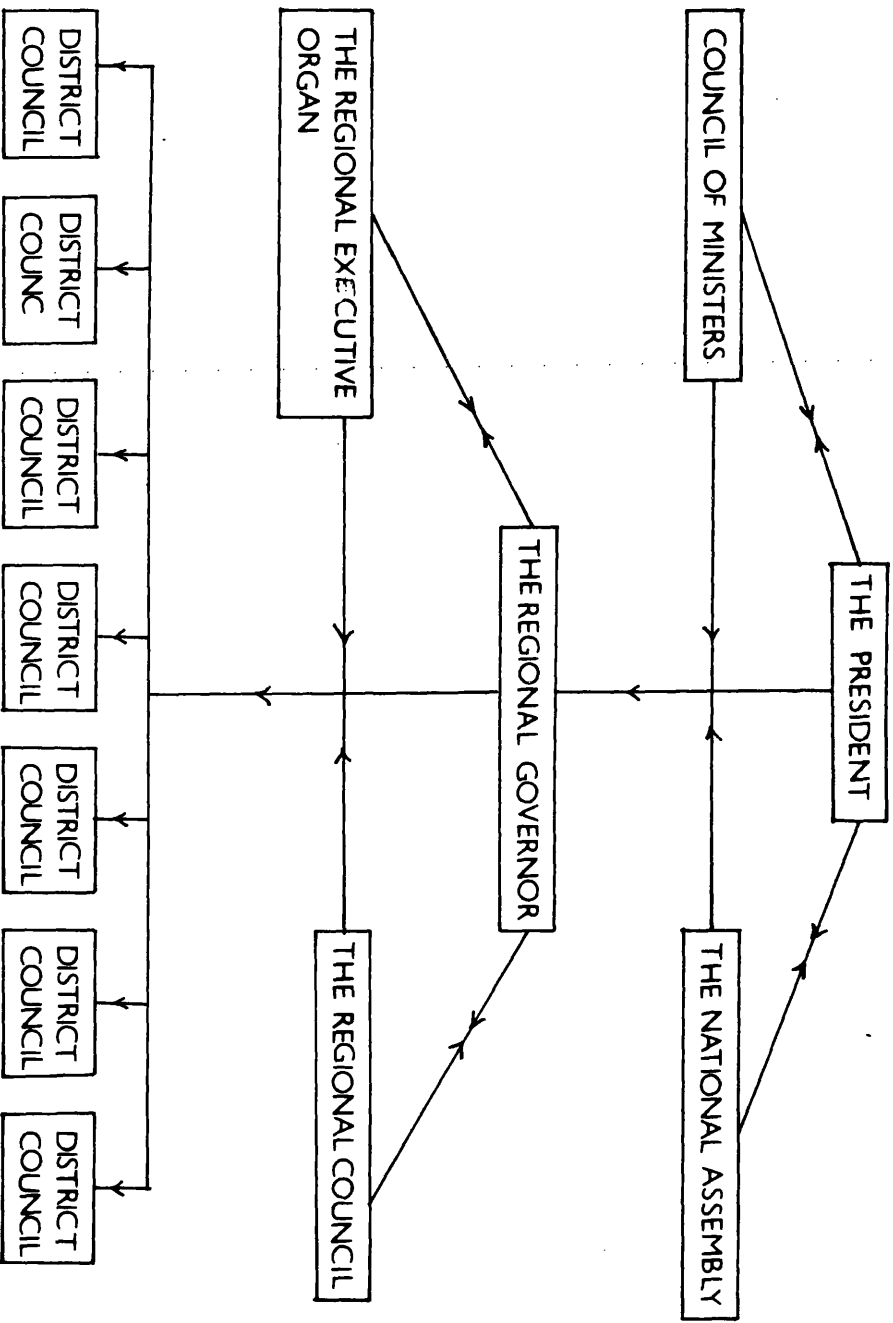 THE PRESIDENT
COUNCIL OF MINISTERS
THE NATIONAL ASSEMBLY
THE REGIONAL GOVERNOR
THE REGIONAL EXECUTIVE
ORGAN
THE REGIONAL COUNCIL
DISTRICT
COUNCIL
DISTRICT
COUNC
DISTRICT
COUNCIL
DISTRICT
COUNCIL
DISTRICT
COUNCIL
DISTRICT
COUNCIL
DISTRICT
COUNCIL